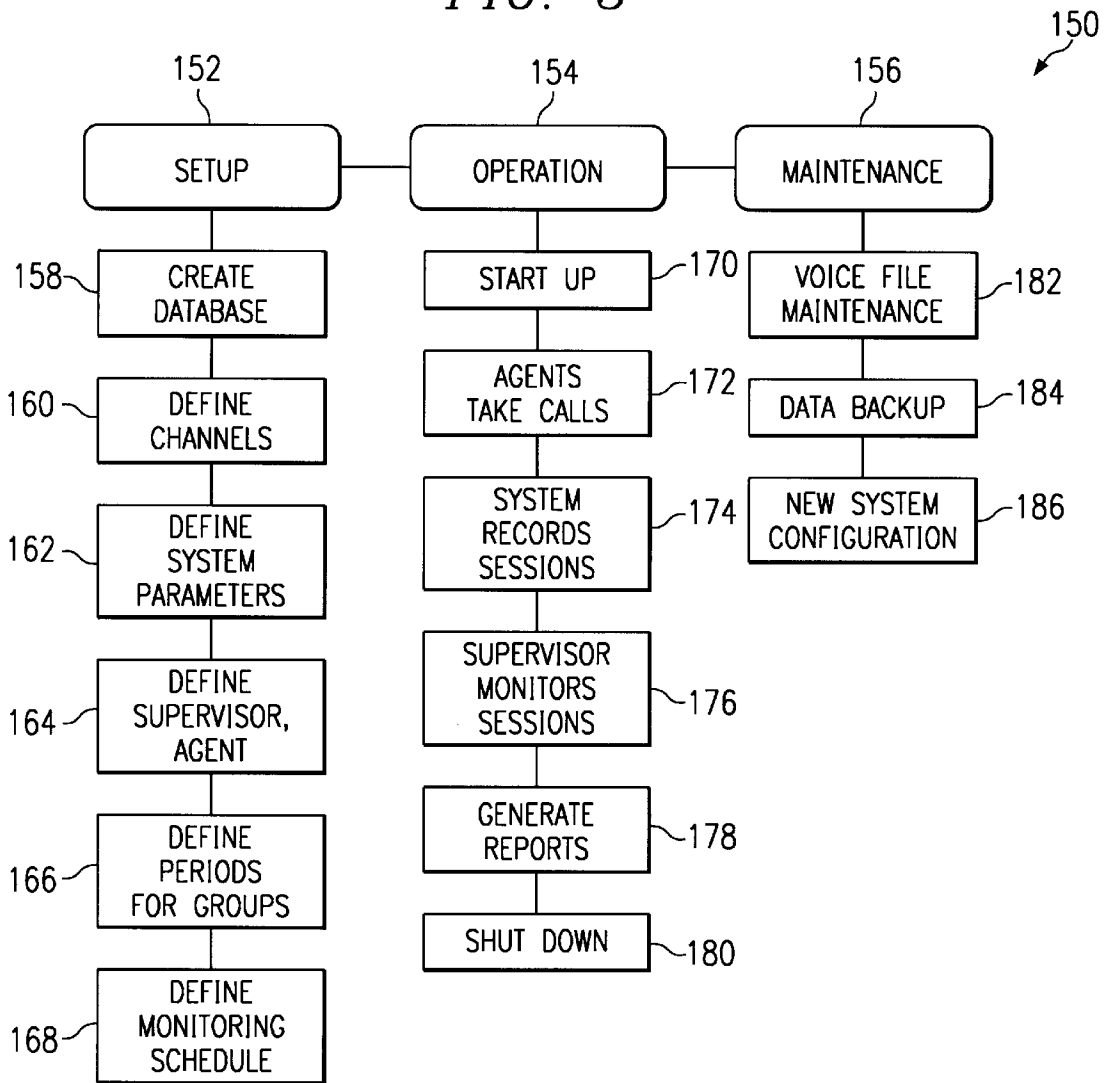 150
152
154
156
SETUP
OPERATION
MAINTENANCE
158
CREATE
DATABASE
160
DEFINE
CHANNELS
162
DEFINE
SYSTEM
PARAMETERS
164
DEFINE
SUPERVISOR,
AGENT
166
DEFINE
PERIODS
FOR GROUPS
168
DEFINE
MONITORING
SCHEDULE
START UP
170
AGENTS
TAKE CALLS
172
SYSTEM
RECORDS
SESSIONS
174
SUPERVISOR
MONITORS
SESSIONS
176
GENERATE
REPORTS
178
SHUT DOWN
180
VOICE FILE
MAINTENANCE
182
DATA BACKUP
184
NEW SYSTEM
CONFIGURATION
186